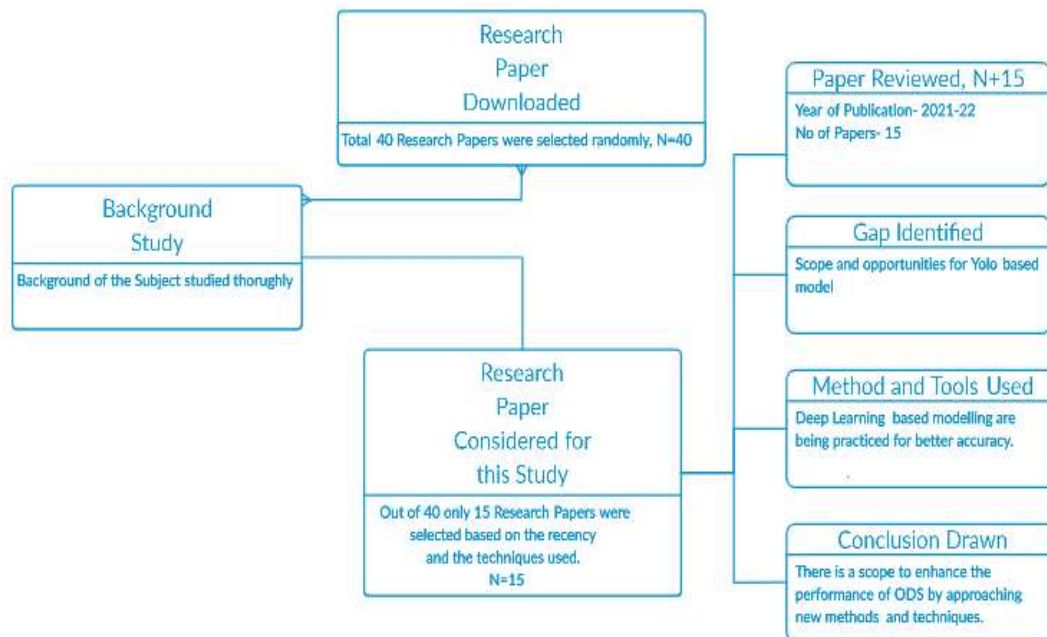 Research
Paper
Downloaded
Total 40 Research Papers were selected randomly, N=40
Background
Study
Background of the Subject studied thorughly
Research
Paper
Considered for
this Study
Out of 40 only 15 Research Papers were
selected based on the recency
and the techniques used.
N=15
Paper Reviewed, N+15
Year of Publication- 2021-22
No of Papers- 15
Gap Identified
Scope and opportunities for Yolo based
model
Method and Tools Used
Deep Learning based modelling are
being practiced for better accuracy.
Conclusion Drawn
There is a scope to enhance the
performance of ODS by approaching
new methods and techniques.